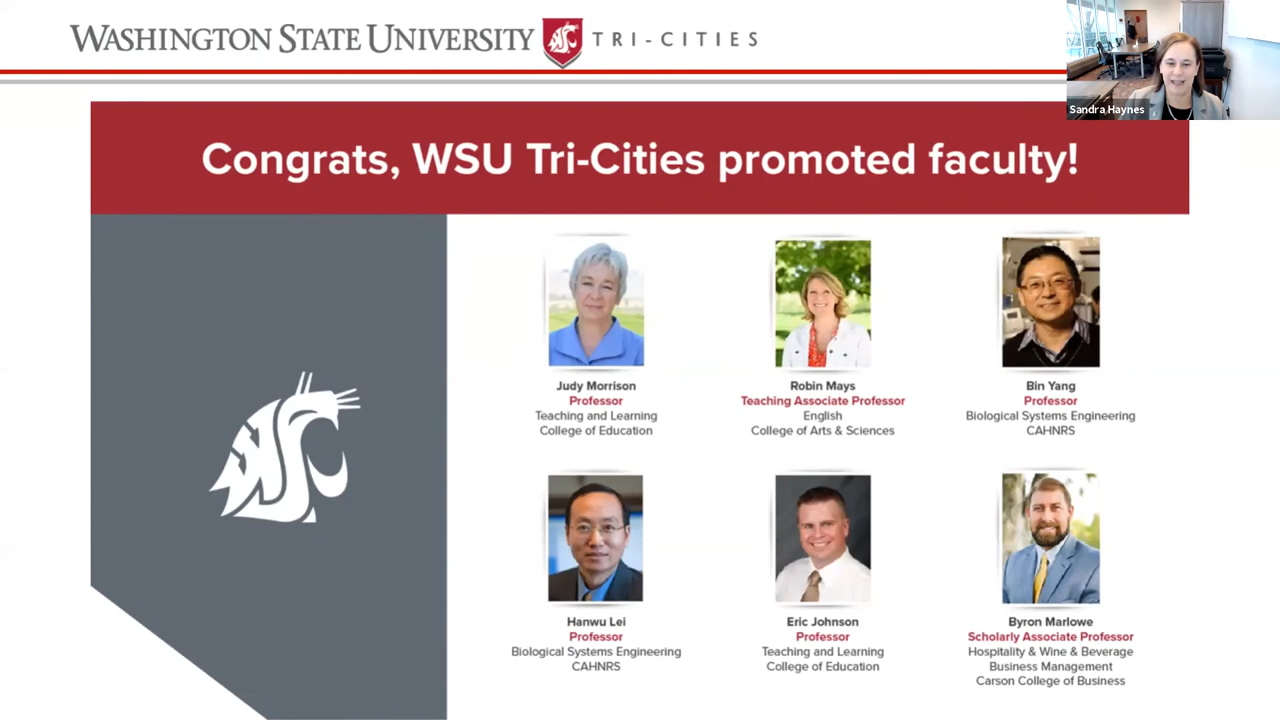 WASHINGTON STATE UNIVERSITY TRI-CITIES
Sandra Haynes
Congrats, WSU Tri-Cities promoted faculty!
Judy Morrison
Professor
Teaching and Learning
College of Education
Robin Mays
Teaching Associate Professor
English
College of Arts & Sciences
Bin Yang
Professor
Biological Systems Engineering
CAHNRS
Hanwu Lei
Professor
Biological Systems Engineering
CAHNRS
Eric Johnson
Professor
Teaching and Learning
College of Education
Byron Marlowe
Scholarly Associate Professor
Hospitality & Wine & Beverage
Business Management
Carson College of Business